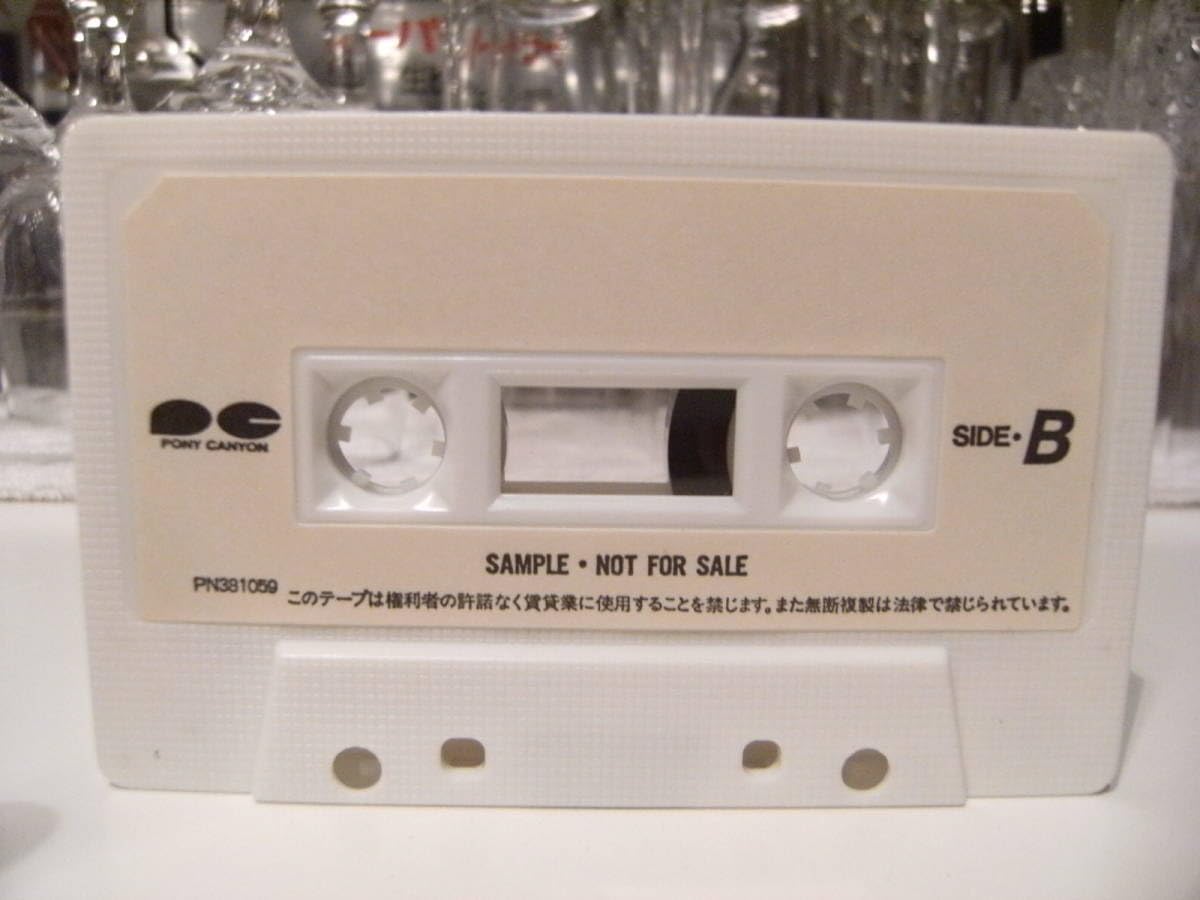 PONY CANYON
SIDE・B
SAMPLE・NOT FOR SALE
PN381059
このテープは権利者の許諾なく賃貸業に使用することを禁じます。また無断複製は法律で禁じられています。